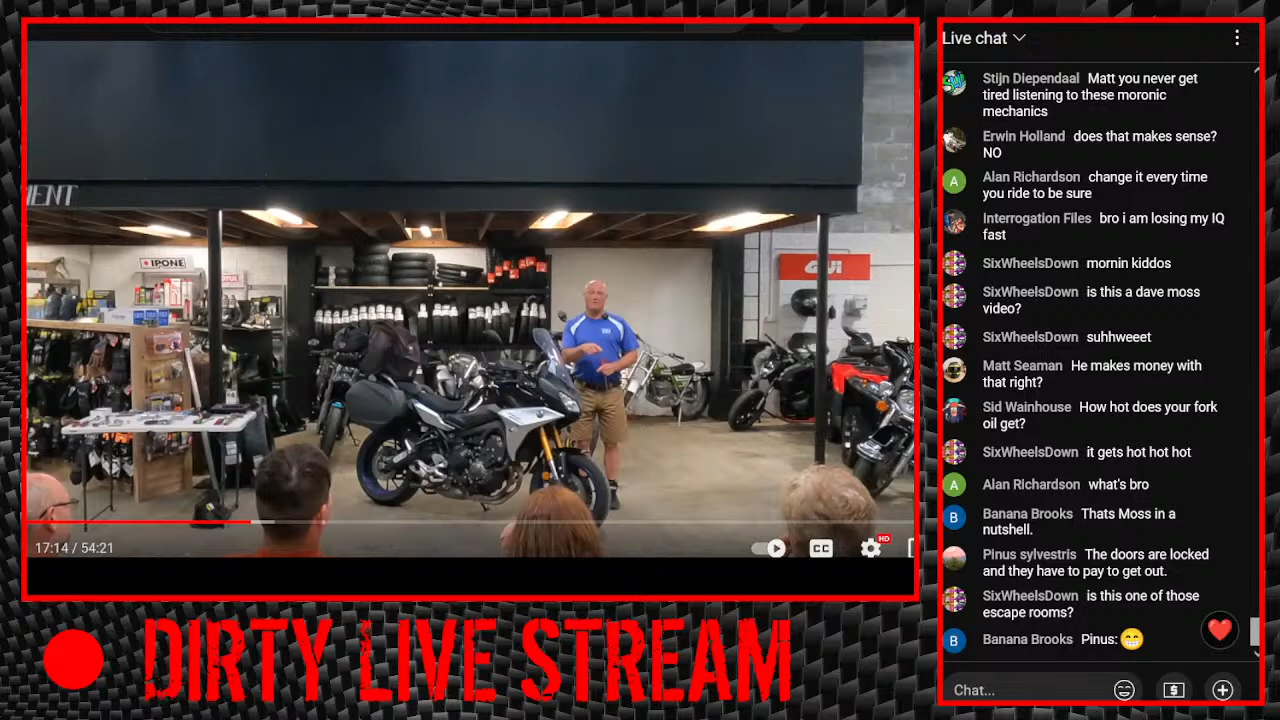 MENT
IPONE
GIVI
17:14 / 54:21
CC
HD
DIRTY LIVE STREAM
Live chat
Stijn Diependaal Matt you never get
tired listening to these moronic
mechanics
Erwin Holland does that makes sense?
NO
A
Alan Richardson change it every time
you ride to be sure
Interrogation Files bro i am losing my IQ
fast
SixWheelsDown mornin kiddos
SixWheelsDown is this a dave moss
video?
SixWheelsDown suhhweeet
Matt Seaman He makes money with
that right?
Sid Wainhouse How hot does your fork
oil get?
SixWheelsDown it gets hot hot hot
A
Alan Richardson what's bro
B
Banana Brooks Thats Moss in a
nutshell.
Pinus sylvestris The doors are locked
and they have to pay to get out.
SixWheelsDown is this one of those
escape rooms?
B
Banana Brooks Pinus: 😁
Chat...